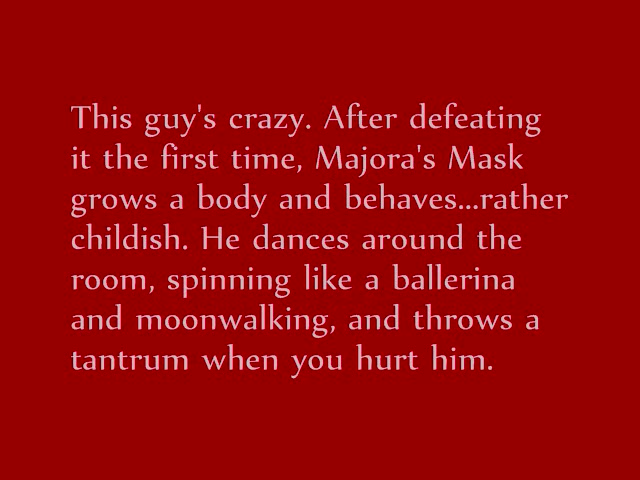 This guy's crazy. After defeating
it the first time, Majora's Mask
grows a body and behaves...rather
childish. He dances around the
room, spinning like a ballerina
and moonwalking, and throws a
tantrum when you hurt him.